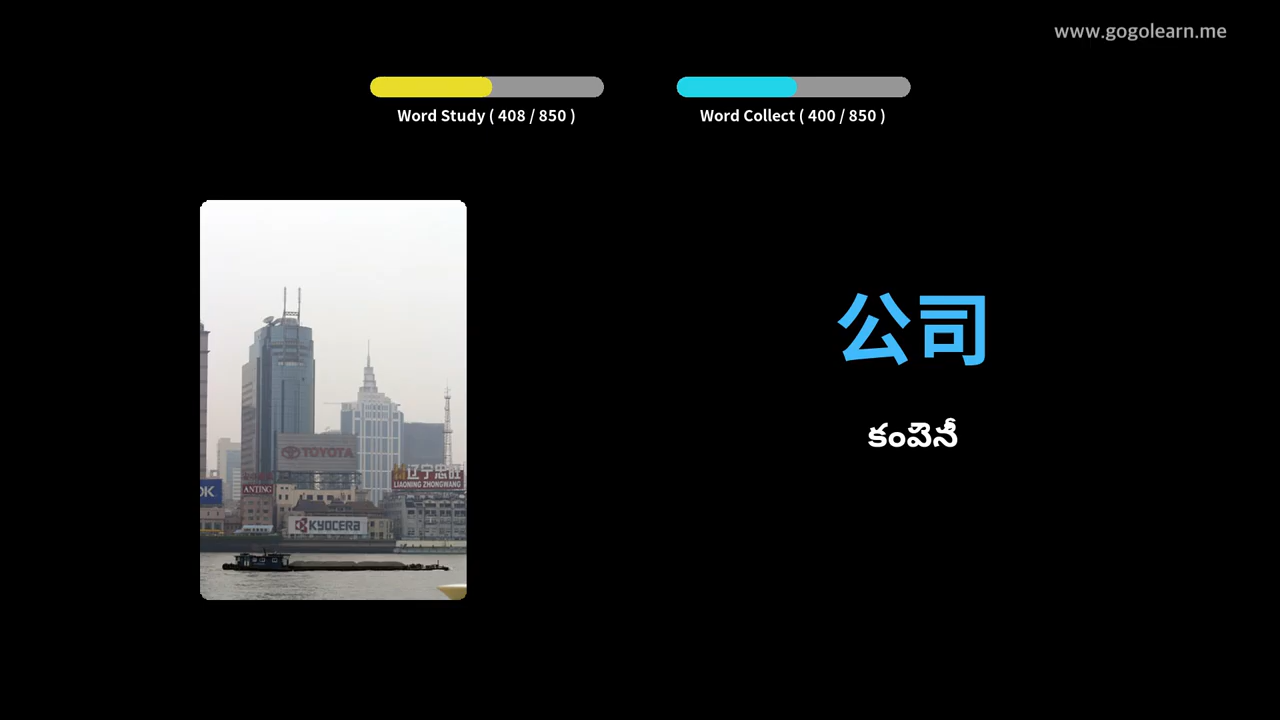 www.gogolearn.me
Word Study ( 408 / 850 )
Word Collect ( 400 / 850 )
公司
కంపెనీ
TOYOTA
辽宁忠旺
LIAONING ZHONGWANG
ANTING
KYOCERA